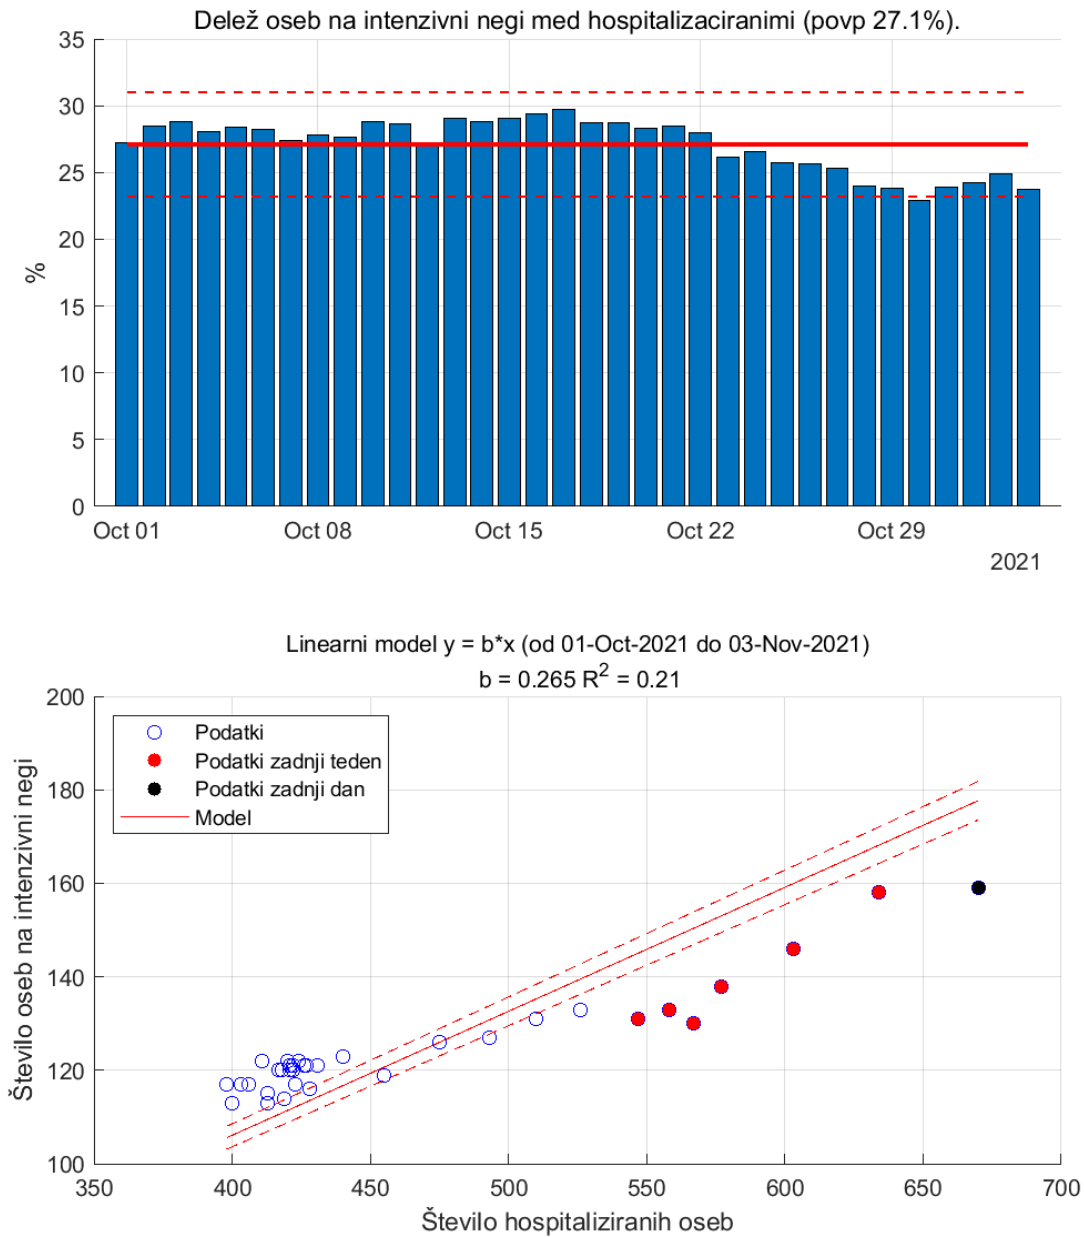 Delež oseb na intenzivni negi med hospitalizaciranimi (povp 27.1%).
35
30
25
20
15
10
5
0
%
Oct 01 Oct 08 Oct 15 Oct 22 Oct 29
2021
Linearni model y = b*x (od 01-Oct-2021 do 03-Nov-2021)
b = 0.265 R² = 0.21
200
180
160
140
120
100
Število oseb na intenzivni negi
Podatki
Podatki zadnji teden
Podatki zadnji dan
Model
350 400 450 500 550 600 650 700
Število hospitaliziranih oseb